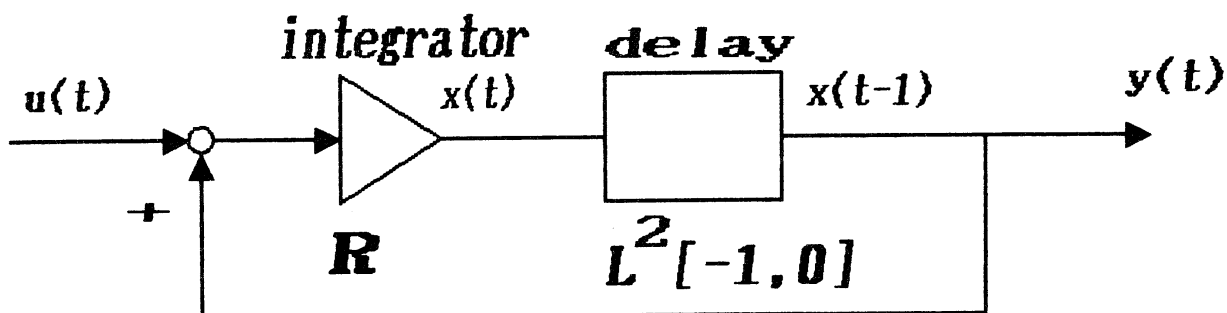 integrator
delay
u(t)
x(t)
x(t-1)
y(t)
+
R
L²[-1,0]